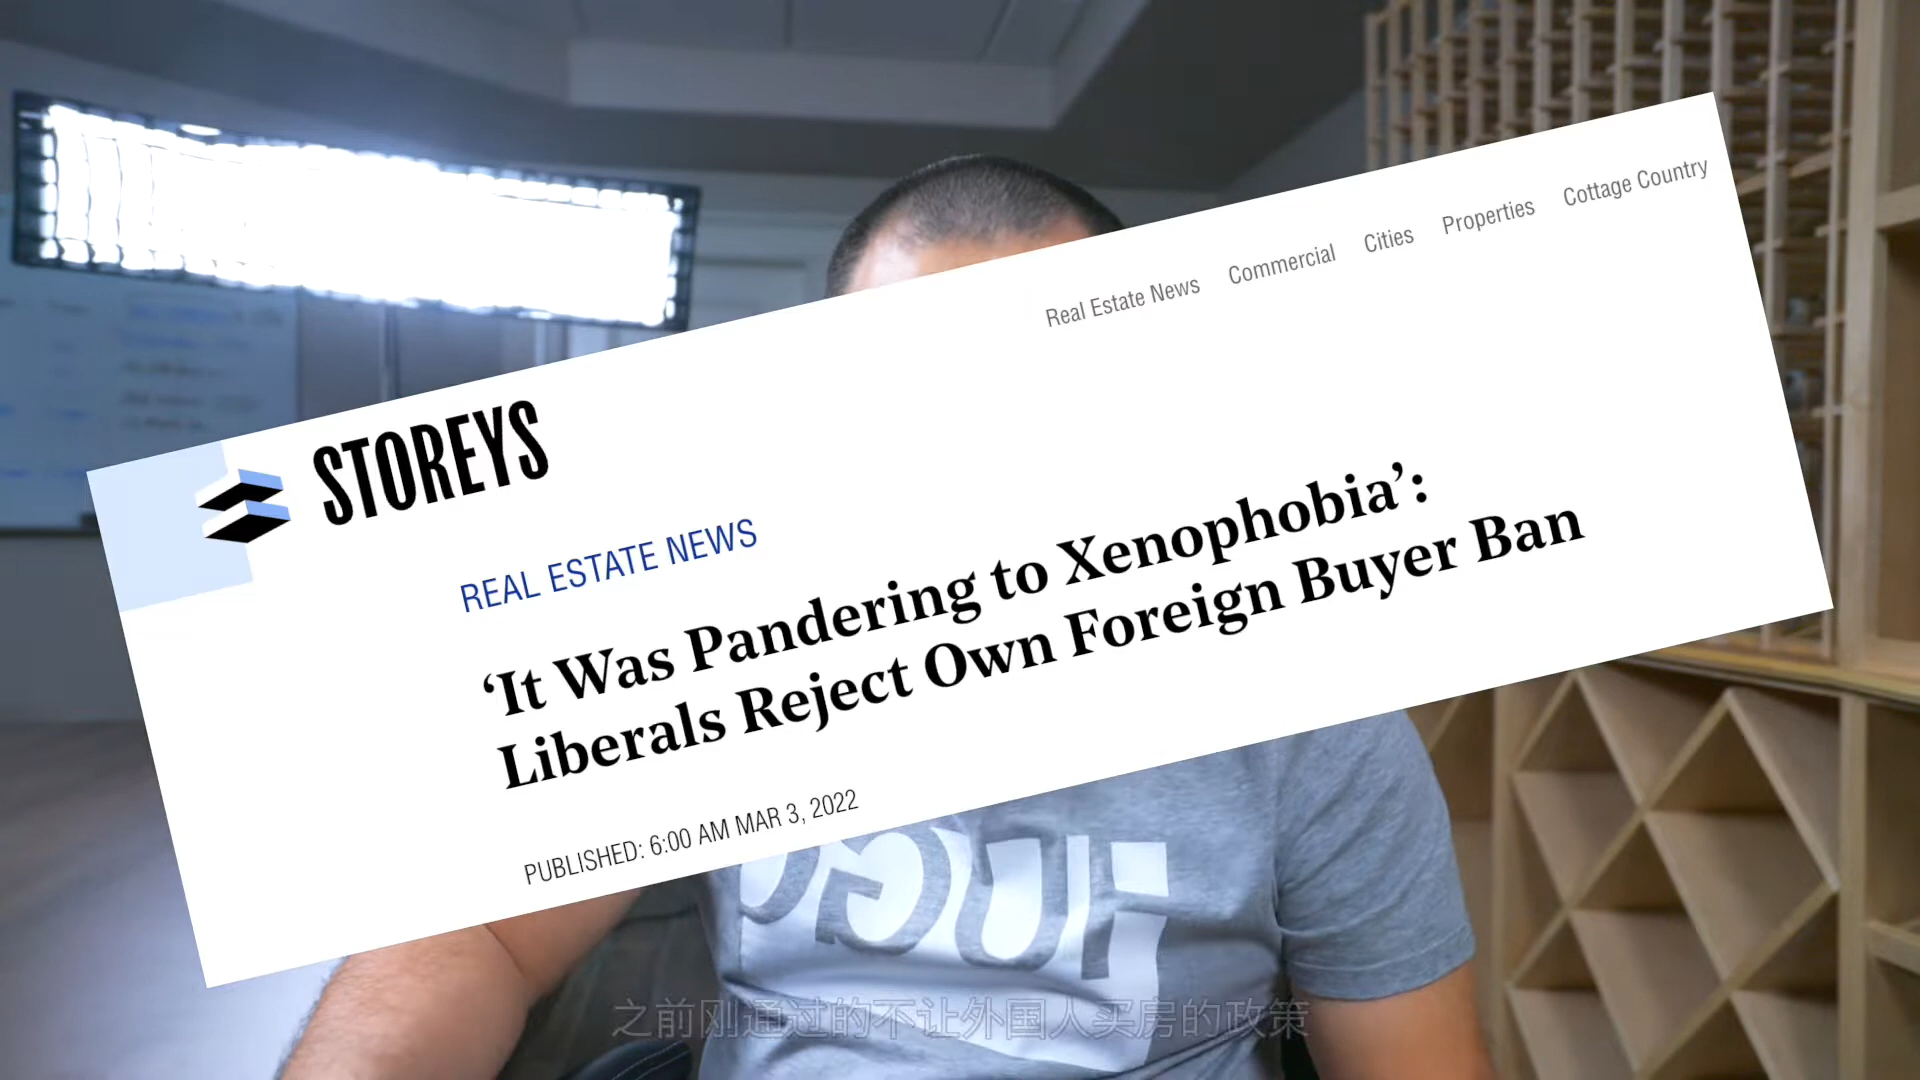 Real Estate News Commercial Cities Properties Cottage Country
STOREYS
REAL ESTATE NEWS
‘It Was Pandering to Xenophobia’:
Liberals Reject Own Foreign Buyer Ban
PUBLISHED: 6:00 AM MAR 3, 2022
之前刚通过的不让外国人买房的政策